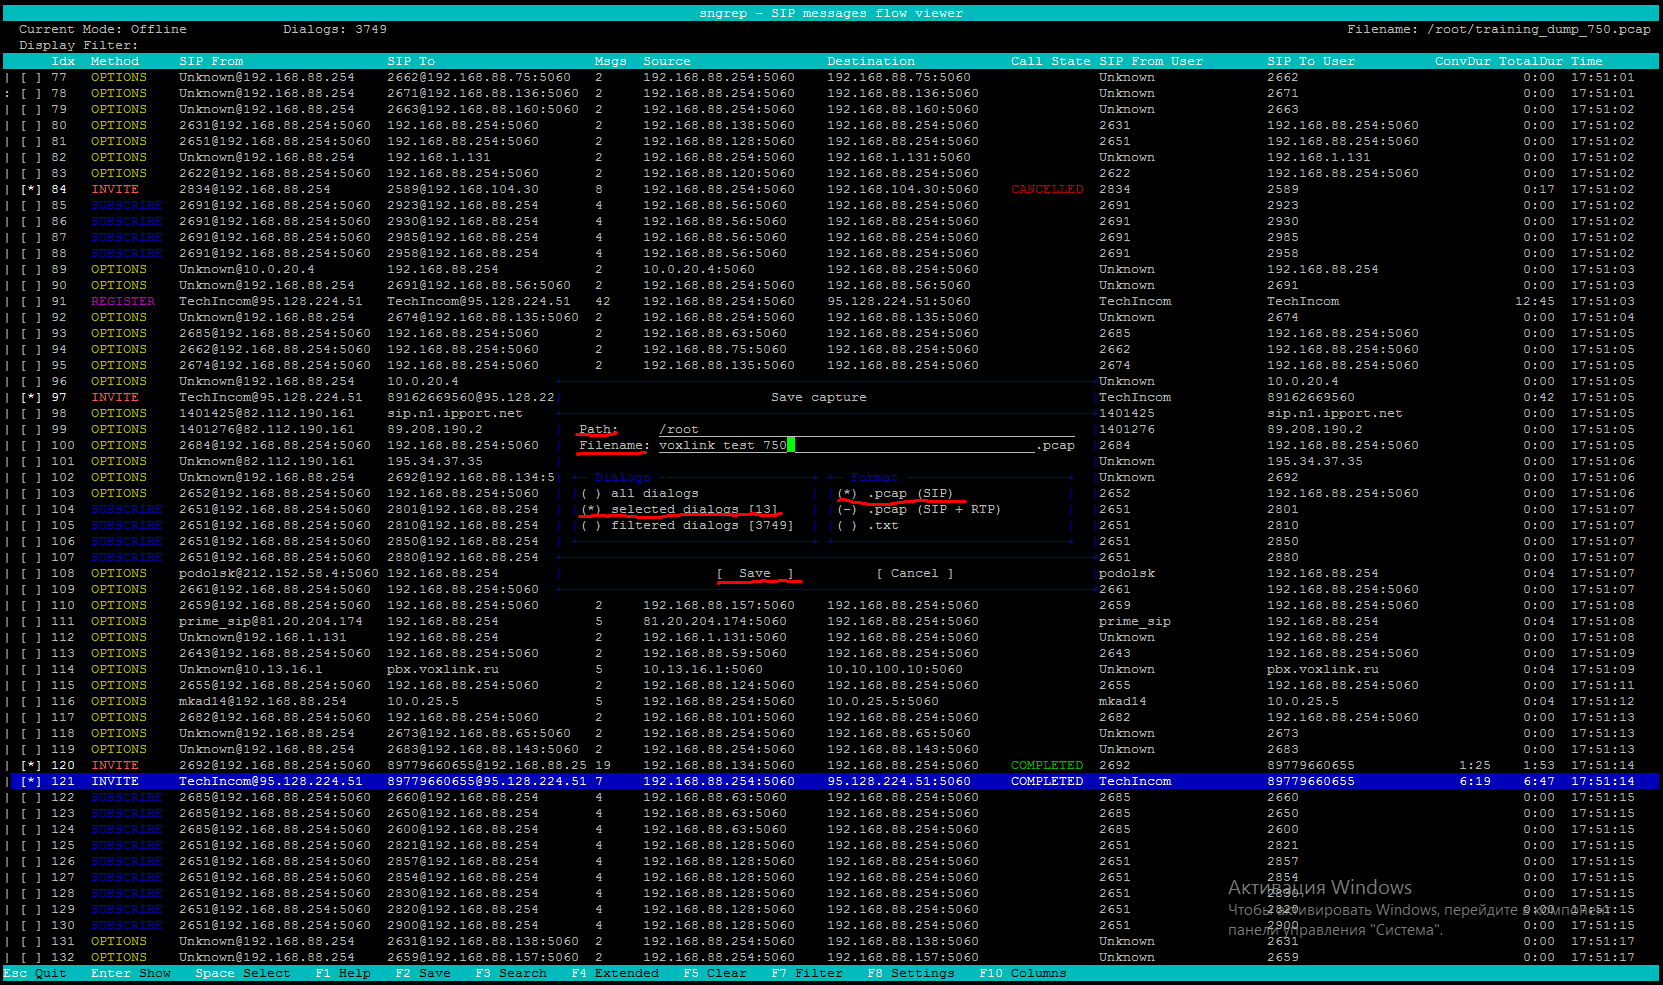 sngrep - SIP messages flow viewer
Current Mode: Offline Dialogs: 3749 Filename: /root/training_dump_750.pcap
Display Filter:
Idx Method SIP From SIP To Msgs Source Destination Call State SIP From User SIP To User ConvDur TotalDur Time
| [ ] 77 OPTIONS Unknown@192.168.88.254 2662@192.168.88.75:5060 2 192.168.88.254:5060 192.168.88.75:5060 Unknown 2662 0:00 17:51:01
: [ ] 78 OPTIONS Unknown@192.168.88.254 2671@192.168.88.136:5060 2 192.168.88.254:5060 192.168.88.136:5060 Unknown 2671 0:00 17:51:01
| [ ] 79 OPTIONS Unknown@192.168.88.254 2663@192.168.88.160:5060 2 192.168.88.254:5060 192.168.88.160:5060 Unknown 2663 0:00 17:51:02
| [ ] 80 OPTIONS 2631@192.168.88.254:5060 192.168.88.254:5060 2 192.168.88.138:5060 192.168.88.254:5060 2631 192.168.88.254:5060 0:00 17:51:02
| [ ] 81 OPTIONS 2651@192.168.88.254:5060 192.168.88.254:5060 2 192.168.88.128:5060 192.168.88.254:5060 2651 192.168.88.254:5060 0:00 17:51:02
| [ ] 82 OPTIONS Unknown@192.168.88.254 192.168.1.131 2 192.168.88.254:5060 192.168.1.131:5060 Unknown 192.168.1.131 0:00 17:51:02
| [ ] 83 OPTIONS 2622@192.168.88.254:5060 192.168.88.254:5060 2 192.168.88.120:5060 192.168.88.254:5060 2622 192.168.88.254:5060 0:00 17:51:02
| [*] 84 INVITE 2834@192.168.88.254 2589@192.168.104.30 8 192.168.88.254:5060 192.168.104.30:5060 CANCELLED 2834 2589 0:17 17:51:02
| [ ] 85 SUBSCRIBE 2691@192.168.88.254:5060 2923@192.168.88.254 4 192.168.88.56:5060 192.168.88.254:5060 2691 2923 0:00 17:51:02
| [ ] 86 SUBSCRIBE 2691@192.168.88.254:5060 2930@192.168.88.254 4 192.168.88.56:5060 192.168.88.254:5060 2691 2930 0:00 17:51:02
| [ ] 87 SUBSCRIBE 2691@192.168.88.254:5060 2985@192.168.88.254 4 192.168.88.56:5060 192.168.88.254:5060 2691 2985 0:00 17:51:02
| [ ] 88 SUBSCRIBE 2691@192.168.88.254:5060 2958@192.168.88.254 4 192.168.88.56:5060 192.168.88.254:5060 2691 2958 0:00 17:51:02
| [ ] 89 OPTIONS Unknown@10.0.20.4 192.168.88.254 2 10.0.20.4:5060 192.168.88.254:5060 Unknown 192.168.88.254 0:00 17:51:03
| [ ] 90 OPTIONS Unknown@192.168.88.254 2691@192.168.88.56:5060 2 192.168.88.254:5060 192.168.88.56:5060 Unknown 2691 0:00 17:51:03
| [ ] 91 REGISTER TechIncom@95.128.224.51 TechIncom@95.128.224.51 42 192.168.88.254:5060 95.128.224.51:5060 TechIncom TechIncom 12:45 17:51:03
| [ ] 92 OPTIONS Unknown@192.168.88.254 2674@192.168.88.135:5060 2 192.168.88.254:5060 192.168.88.135:5060 Unknown 2674 0:00 17:51:04
| [ ] 93 OPTIONS 2685@192.168.88.254:5060 192.168.88.254:5060 2 192.168.88.63:5060 192.168.88.254:5060 2685 192.168.88.254:5060 0:00 17:51:05
| [ ] 94 OPTIONS 2662@192.168.88.254:5060 192.168.88.254:5060 2 192.168.88.75:5060 192.168.88.254:5060 2662 192.168.88.254:5060 0:00 17:51:05
| [ ] 95 OPTIONS 2674@192.168.88.254:5060 192.168.88.254:5060 2 192.168.88.135:5060 192.168.88.254:5060 2674 192.168.88.254:5060 0:00 17:51:05
| [ ] 96 OPTIONS Unknown@192.168.88.254 10.0.20.4 Unknown 10.0.20.4 0:00 17:51:05
| [*] 97 INVITE TechIncom@95.128.224.51 89162669560@95.128.22 Save capture TechIncom 89162669560 0:42 17:51:05
| [ ] 98 OPTIONS 1401425@82.112.190.161 sip.n1.ipport.net 1401425 sip.n1.ipport.net 0:00 17:51:05
| [ ] 99 OPTIONS 1401276@82.112.190.161 89.208.190.2 Path: /root 1401276 89.208.190.2 0:00 17:51:06
| [ ] 100 OPTIONS 2684@192.168.88.254:5060 192.168.88.254:5060 Filename: voxlink test 750 .pcap 2684 192.168.88.254:5060 0:00 17:51:06
| [ ] 101 OPTIONS Unknown@82.112.190.161 195.34.37.35 Unknown 195.34.37.35 0:00 17:51:06
| [ ] 102 OPTIONS Unknown@192.168.88.254 2692@192.168.88.134:5 Dialogs Format Unknown 2692 0:00 17:51:06
| [ ] 103 OPTIONS 2652@192.168.88.254:5060 192.168.88.254:5060 ( ) all dialogs (*) .pcap (SIP) 2652 192.168.88.254:5060 0:00 17:51:06
| [ ] 104 SUBSCRIBE 2651@192.168.88.254:5060 2801@192.168.88.254 (*) selected dialogs [13] (-) .pcap (SIP + RTP) 2651 2801 0:00 17:51:07
| [ ] 105 SUBSCRIBE 2651@192.168.88.254:5060 2810@192.168.88.254 ( ) filtered dialogs [3749] ( ) .txt 2651 2810 0:00 17:51:07
| [ ] 106 SUBSCRIBE 2651@192.168.88.254:5060 2850@192.168.88.254 2651 2850 0:00 17:51:07
| [ ] 107 SUBSCRIBE 2651@192.168.88.254:5060 2880@192.168.88.254 2651 2880 0:00 17:51:07
| [ ] 108 OPTIONS podolsk@212.152.58.4:5060 192.168.88.254 [ Save ] [ Cancel ] podolsk 192.168.88.254 0:04 17:51:07
| [ ] 109 OPTIONS 2661@192.168.88.254:5060 192.168.88.254:5060 2661 192.168.88.254:5060 0:00 17:51:07
| [ ] 110 OPTIONS 2659@192.168.88.254:5060 192.168.88.254:5060 2 192.168.88.157:5060 192.168.88.254:5060 2659 192.168.88.254:5060 0:00 17:51:08
| [ ] 111 OPTIONS prime_sip@81.20.204.174 192.168.88.254 5 81.20.204.174:5060 192.168.88.254:5060 prime_sip 192.168.88.254 0:04 17:51:08
| [ ] 112 OPTIONS Unknown@192.168.1.131 192.168.88.254 2 192.168.1.131:5060 192.168.88.254:5060 Unknown 192.168.88.254 0:00 17:51:08
| [ ] 113 OPTIONS 2643@192.168.88.254:5060 192.168.88.254:5060 2 192.168.88.59:5060 192.168.88.254:5060 2643 192.168.88.254:5060 0:00 17:51:09
| [ ] 114 OPTIONS Unknown@10.13.16.1 pbx.voxlink.ru 5 10.13.16.1:5060 10.10.100.10:5060 Unknown pbx.voxlink.ru 0:04 17:51:09
| [ ] 115 OPTIONS 2655@192.168.88.254:5060 192.168.88.254:5060 2 192.168.88.124:5060 192.168.88.254:5060 2655 192.168.88.254:5060 0:00 17:51:11
| [ ] 116 OPTIONS mkad14@192.168.88.254 10.0.25.5 5 192.168.88.254:5060 10.0.25.5:5060 mkad14 10.0.25.5 0:04 17:51:12
| [ ] 117 OPTIONS 2682@192.168.88.254:5060 192.168.88.254:5060 2 192.168.88.101:5060 192.168.88.254:5060 2682 192.168.88.254:5060 0:00 17:51:13
| [ ] 118 OPTIONS Unknown@192.168.88.254 2673@192.168.88.65:5060 2 192.168.88.254:5060 192.168.88.65:5060 Unknown 2673 0:00 17:51:13
| [ ] 119 OPTIONS Unknown@192.168.88.254 2683@192.168.88.143:5060 2 192.168.88.254:5060 192.168.88.143:5060 Unknown 2683 0:00 17:51:13
| [*] 120 INVITE 2692@192.168.88.254:5060 89779660655@192.168.88.25 19 192.168.88.134:5060 192.168.88.254:5060 COMPLETED 2692 89779660655 1:25 1:53 17:51:14
| [*] 121 INVITE TechIncom@95.128.224.51 89779660655@95.128.224.51 7 192.168.88.254:5060 95.128.224.51:5060 COMPLETED TechIncom 89779660655 6:19 6:47 17:51:14
| [ ] 122 SUBSCRIBE 2685@192.168.88.254:5060 2660@192.168.88.254 4 192.168.88.63:5060 192.168.88.254:5060 2685 2660 0:00 17:51:15
| [ ] 123 SUBSCRIBE 2685@192.168.88.254:5060 2650@192.168.88.254 4 192.168.88.63:5060 192.168.88.254:5060 2685 2650 0:00 17:51:15
| [ ] 124 SUBSCRIBE 2685@192.168.88.254:5060 2600@192.168.88.254 4 192.168.88.63:5060 192.168.88.254:5060 2685 2600 0:00 17:51:15
| [ ] 125 SUBSCRIBE 2651@192.168.88.254:5060 2821@192.168.88.254 4 192.168.88.128:5060 192.168.88.254:5060 2651 2821 0:00 17:51:15
| [ ] 126 SUBSCRIBE 2651@192.168.88.254:5060 2857@192.168.88.254 4 192.168.88.128:5060 192.168.88.254:5060 2651 2857 0:00 17:51:15
| [ ] 127 SUBSCRIBE 2651@192.168.88.254:5060 2854@192.168.88.254 4 192.168.88.128:5060 192.168.88.254:5060 2651 2854 0:00 17:51:15
| [ ] 128 SUBSCRIBE 2651@192.168.88.254:5060 2830@192.168.88.254 4 192.168.88.128:5060 192.168.88.254:5060 2651 2830 0:00 17:51:15
Активация Windows
| [ ] 129 SUBSCRIBE 2651@192.168.88.254:5060 2820@192.168.88.254 4 192.168.88.128:5060 192.168.88.254:5060 2651 2820 0:00 17:51:15
Чтобы активировать Windows, перейдите в компонент
| [ ] 130 SUBSCRIBE 2651@192.168.88.254:5060 2900@192.168.88.254 4 192.168.88.128:5060 192.168.88.254:5060 2651 2900 0:00 17:51:15
панели управления "Система".
| [ ] 131 OPTIONS Unknown@192.168.88.254 2631@192.168.88.138:5060 2 192.168.88.254:5060 192.168.88.138:5060 Unknown 2631 0:00 17:51:17
| [ ] 132 OPTIONS Unknown@192.168.88.254 2659@192.168.88.157:5060 2 192.168.88.254:5060 192.168.88.157:5060 Unknown 2659 0:00 17:51:17
Esc Quit Enter Show Space Select F1 Help F2 Save F3 Search F4 Extended F5 Clear F7 Filter F8 Settings F10 Columns